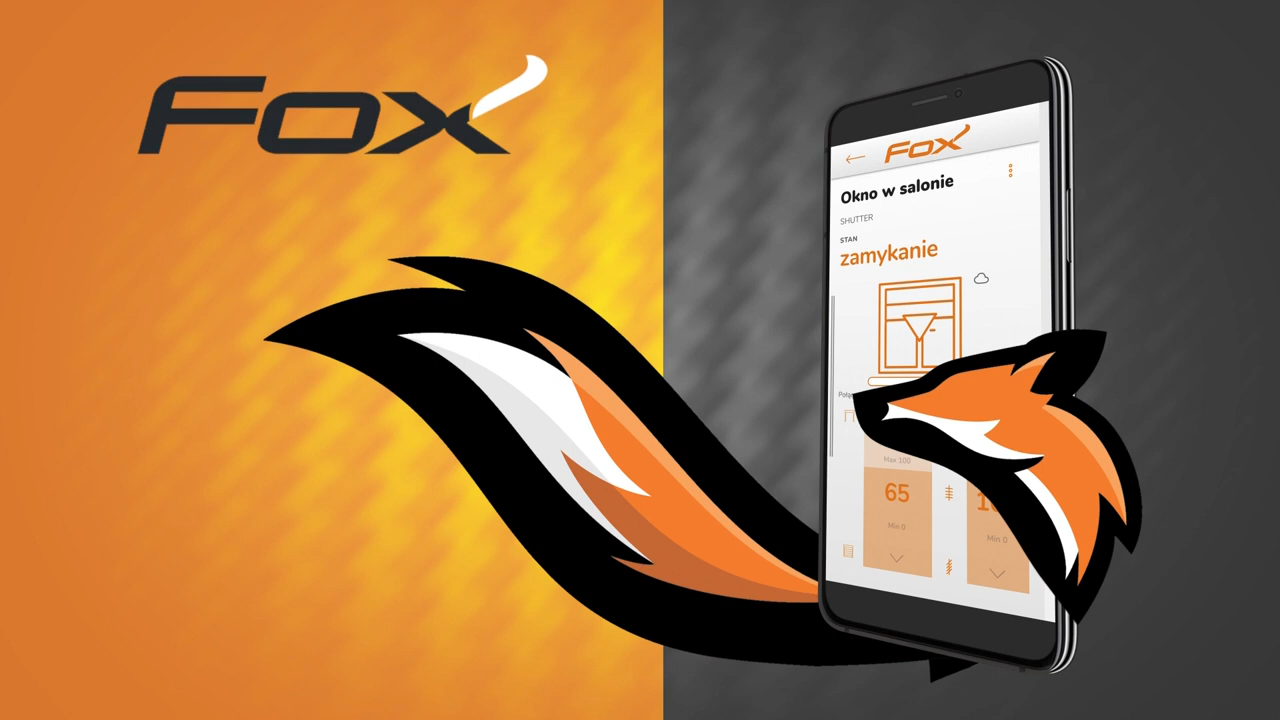 Fox
Fox
Okno w salonie
SHUTTER
STAN
zamykanie
Max 100
65
Min 0
Min 0